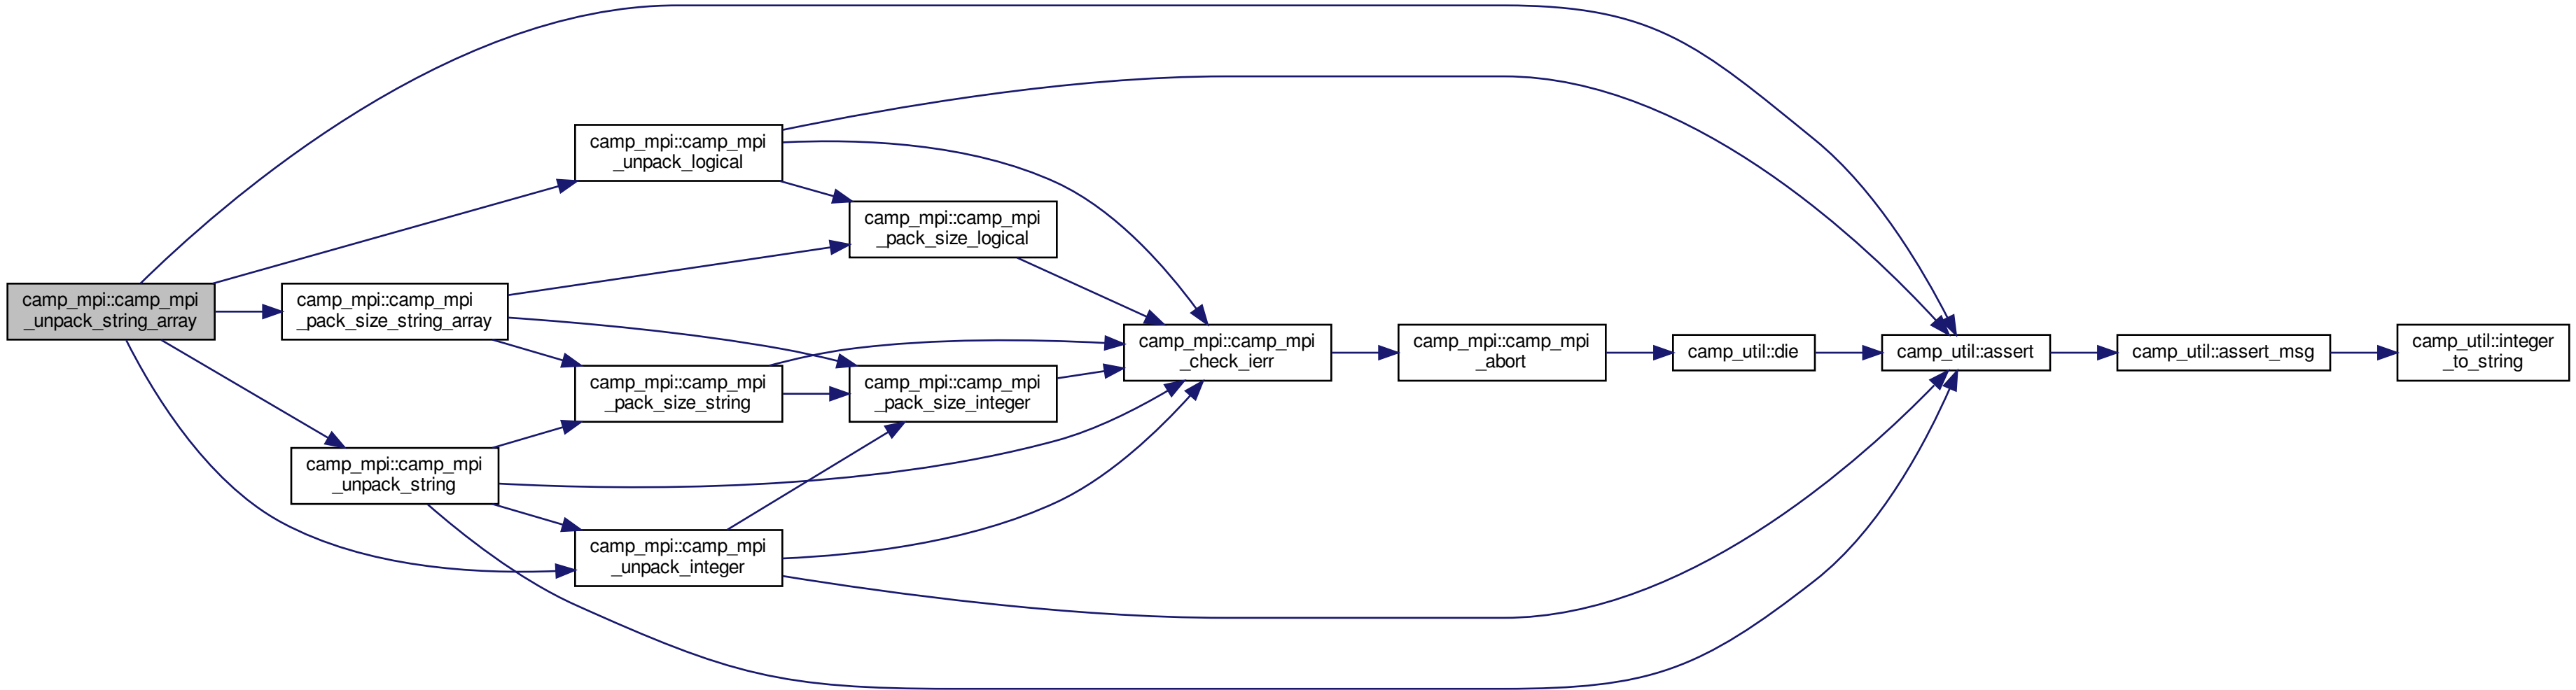 camp_mpi::camp_mpi
_unpack_string_array
camp_mpi::camp_mpi
_unpack_logical
camp_mpi::camp_mpi
_pack_size_logical
camp_mpi::camp_mpi
_pack_size_string_array
camp_mpi::camp_mpi
_pack_size_string
camp_mpi::camp_mpi
_pack_size_integer
camp_mpi::camp_mpi
_unpack_string
camp_mpi::camp_mpi
_unpack_integer
camp_mpi::camp_mpi
_check_ierr
camp_mpi::camp_mpi
_abort
camp_util::die
camp_util::assert
camp_util::assert_msg
camp_util::integer
_to_string